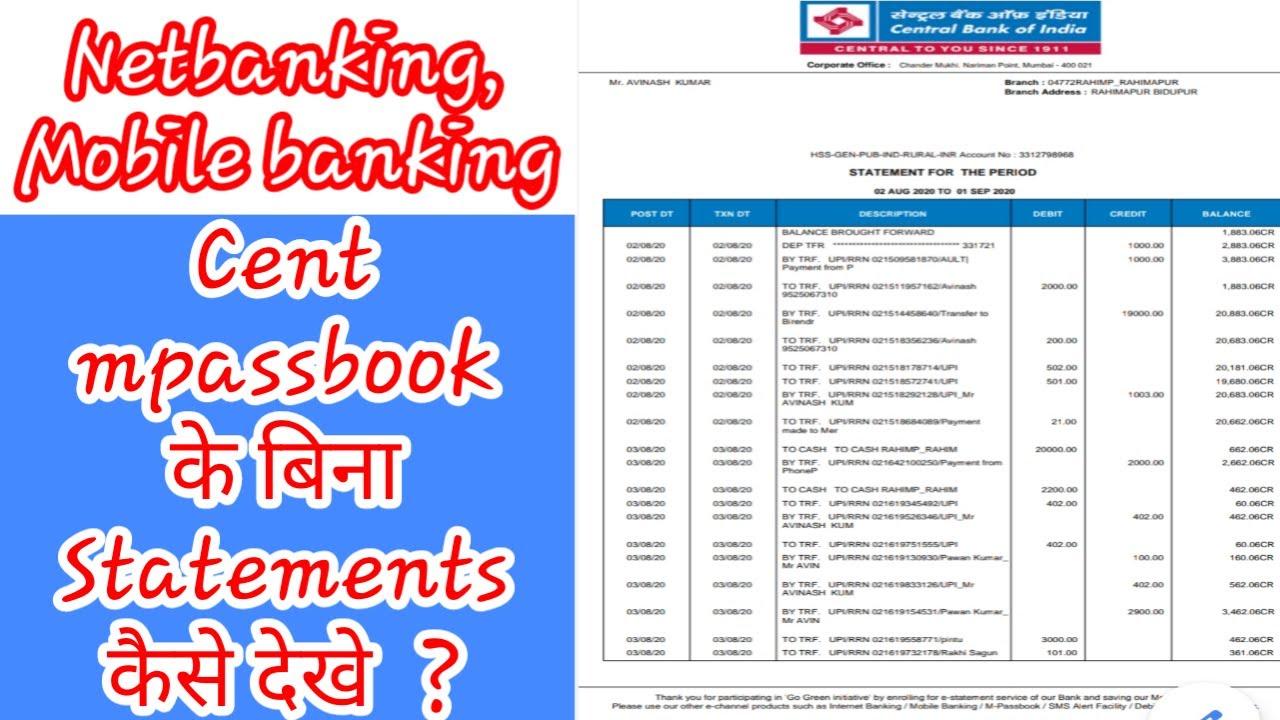 Netbanking,
Mobile banking
Cent
mpassbook
के बिना
Statements
कैसे देखे ?
सेन्ट्रल बैंक ऑफ़ इंडिया
Central Bank of India
CENTRAL TO YOU SINCE 1911
Corporate Office : Chander Mukhi, Nariman Point, Mumbai - 400 021
Mr. AVINASH KUMAR
Branch : 04772RAHIMP_RAHIMAPUR
Branch Address : RAHIMAPUR BIDUPUR
HSS-GEN-PUB-IND-RURAL-INR Account No : 3312798968
STATEMENT FOR THE PERIOD
02 AUG 2020 TO 01 SEP 2020
POST DT TXN DT DESCRIPTION DEBIT CREDIT BALANCE
BALANCE BROUGHT FORWARD 1,883.06CR
02/08/20 02/08/20 DEP TFR ******************************** 331721 1000.00 2,883.06CR
02/08/20 02/08/20 BY TRF. UPI/RRN 021509581870/AULT| 1000.00 3,883.06CR
Payment from P
02/08/20 02/08/20 TO TRF. UPI/RRN 021511957162/Avinash 2000.00 1,883.06CR
9525067310
02/08/20 02/08/20 BY TRF. UPI/RRN 021514458640/Transfer to 19000.00 20,883.06CR
Birendr
02/08/20 02/08/20 TO TRF. UPI/RRN 021518356236/Avinash 200.00 20,683.06CR
9525067310
02/08/20 02/08/20 TO TRF. UPI/RRN 021518178714/UPI 502.00 20,181.06CR
02/08/20 02/08/20 TO TRF. UPI/RRN 021518572741/UPI 501.00 19,680.06CR
02/08/20 02/08/20 BY TRF. UPI/RRN 021518292128/UPI_Mr 1003.00 20,683.06CR
AVINASH KUM
02/08/20 02/08/20 TO TRF. UPI/RRN 021518684089/Payment 21.00 20,662.06CR
made to Mer
03/08/20 03/08/20 TO CASH TO CASH RAHIMP_RAHIM 20000.00 662.06CR
03/08/20 03/08/20 BY TRF. UPI/RRN 021642100250/Payment from 2000.00 2,662.06CR
PhoneP
03/08/20 03/08/20 TO CASH TO CASH RAHIMP_RAHIM 2200.00 462.06CR
03/08/20 03/08/20 TO TRF. UPI/RRN 021619345492/UPI 402.00 60.06CR
03/08/20 03/08/20 BY TRF. UPI/RRN 021619526346/UPI_Mr 402.00 462.06CR
AVINASH KUM
03/08/20 03/08/20 TO TRF. UPI/RRN 021619751555/UPI 402.00 60.06CR
03/08/20 03/08/20 BY TRF. UPI/RRN 021619130930/Pawan Kumar_ 100.00 160.06CR
Mr AVIN
03/08/20 03/08/20 BY TRF. UPI/RRN 021619833126/UPI_Mr 402.00 562.06CR
AVINASH KUM
03/08/20 03/08/20 BY TRF. UPI/RRN 021619154531/Pawan Kumar_ 2900.00 3,462.06CR
Mr AVIN
03/08/20 03/08/20 TO TRF. UPI/RRN 021619558771/pintu 3000.00 462.06CR
03/08/20 03/08/20 TO TRF. UPI/RRN 021619732178/Rakhi Sagun 101.00 361.06CR
Thank you for participating in 'Go Green initiative' by enrolling for e-statement service of our Bank and saving our
Please use our other e-channel products such as Internet Banking / Mobile Banking / M-Passbook / SMS Alert Facility /